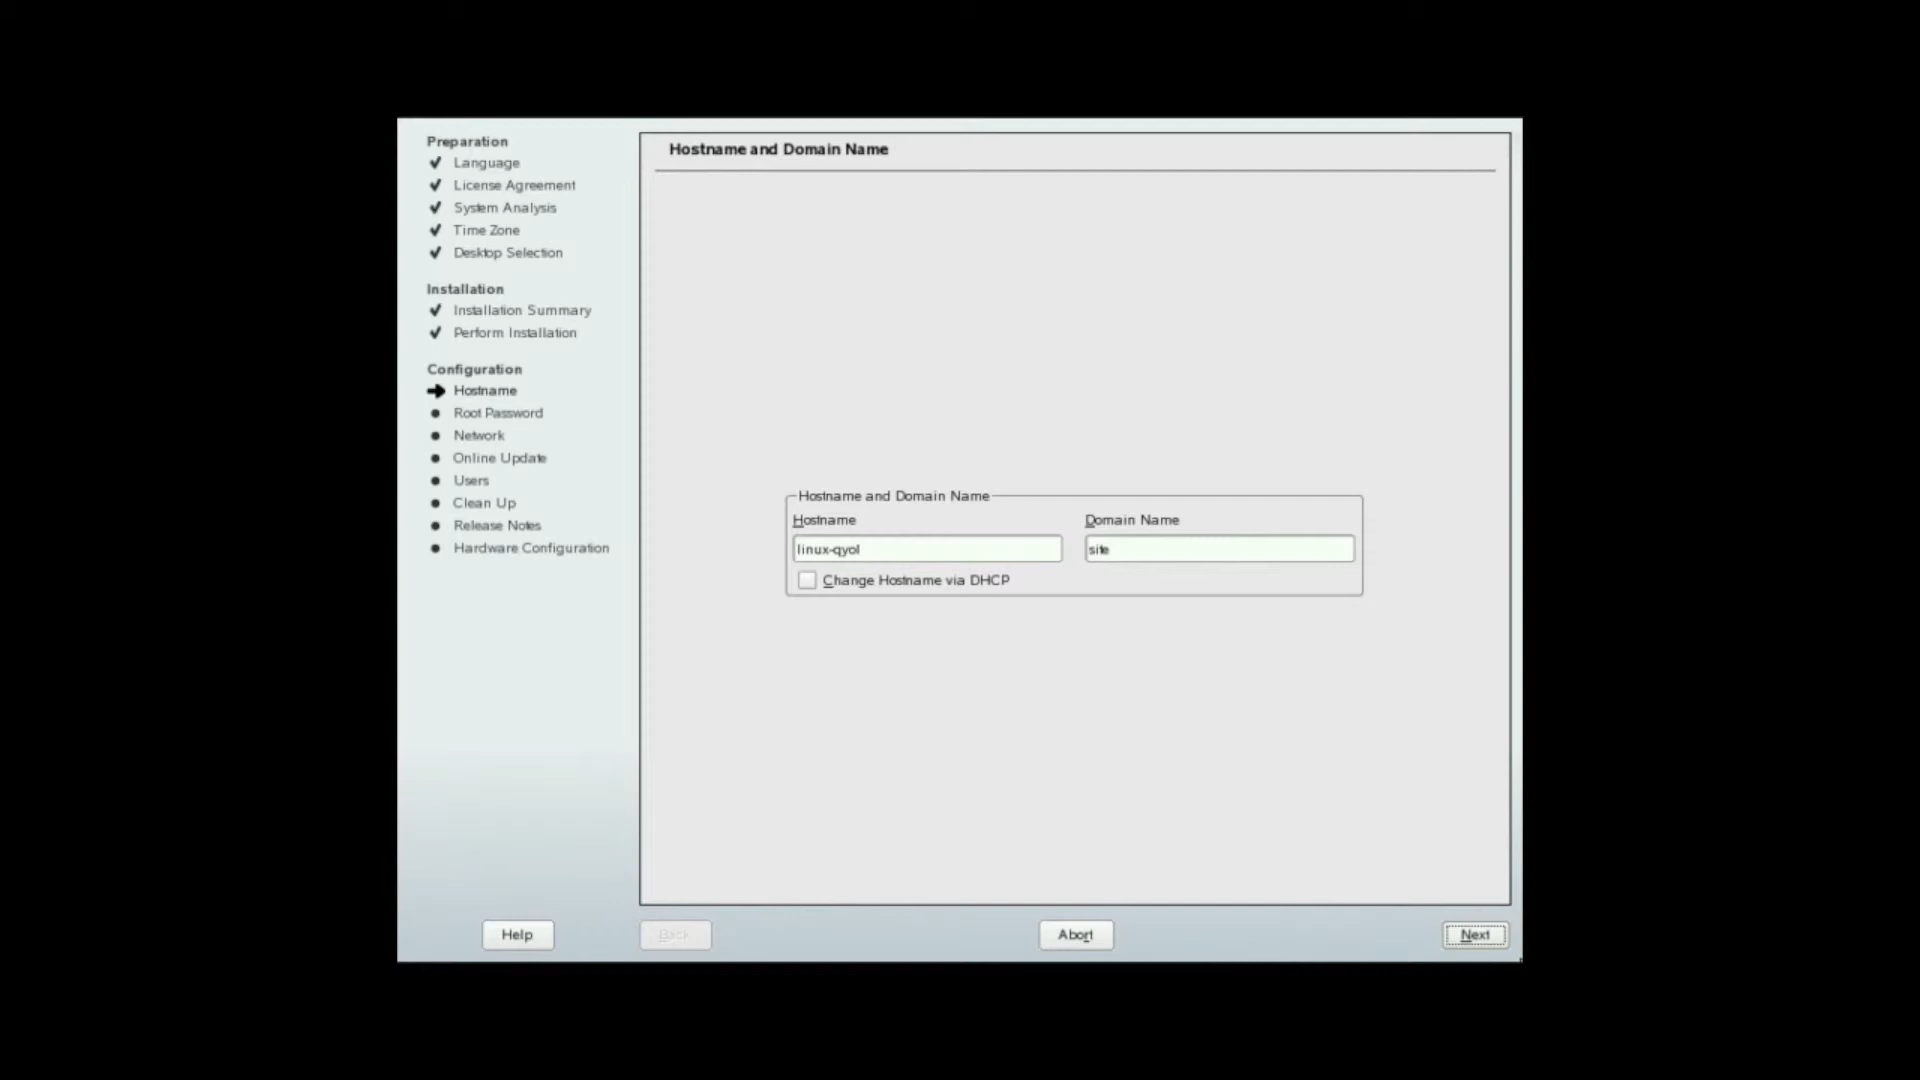 Preparation
Language
License Agreement
System Analysis
Time Zone
Desktop Selection
Installation
Installation Summary
Perform Installation
Configuration
Hostname
Root Password
Network
Online Update
Users
Clean Up
Release Notes
Hardware Configuration
Hostname and Domain Name
Hostname and Domain Name
Hostname Domain Name
linux-qyol site
Change Hostname via DHCP
Help Back Abort Next